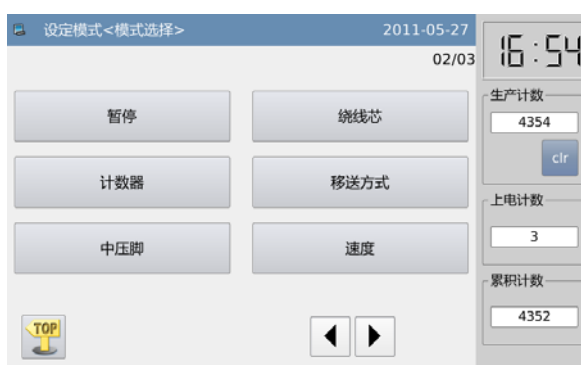 设定模式<模式选择> 2011-05-27
02/03
16:54
暂停 绕线芯
计数器 移送方式
中压脚 速度
TOP
生产计数
4354
clr
上电计数
3
累积计数
4352